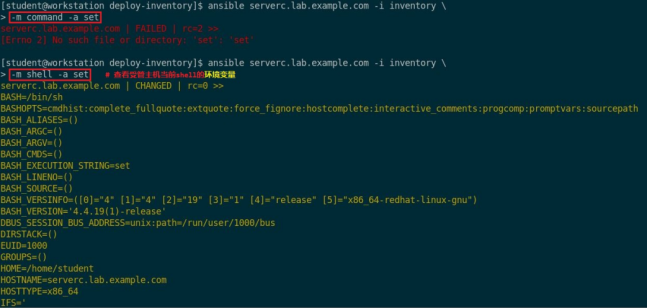 [student@workstation deploy-inventory]$ ansible serverc.lab.example.com -i inventory \
> -m command -a set
serverc.lab.example.com | FAILED | rc=2 >>
[Errno 2] No such file or directory: 'set': 'set'
[student@workstation deploy-inventory]$ ansible serverc.lab.example.com -i inventory \
> -m shell -a set # 查看受管主机当前shell的环境变量
serverc.lab.example.com | CHANGED | rc=0 >>
BASH=/bin/sh
BASHOPTS=cmdhist:complete_fullquote:extquote:force_fignore:hostcomplete:interactive_comments:progcomp:promptvars:sourcepath
BASH_ALIASES=()
BASH_ARGC=()
BASH_ARGV=()
BASH_CMDS=()
BASH_EXECUTION_STRING=set
BASH_LINENO=()
BASH_SOURCE=()
BASH_VERSINFO=([0]="4" [1]="4" [2]="19" [3]="1" [4]="release" [5]="x86_64-redhat-linux-gnu")
BASH_VERSION='4.4.19(1)-release'
DBUS_SESSION_BUS_ADDRESS=unix:path=/run/user/1000/bus
DIRSTACK=()
EUID=1000
GROUPS=()
HOME=/home/student
HOSTNAME=serverc.lab.example.com
HOSTTYPE=x86_64
IFS='